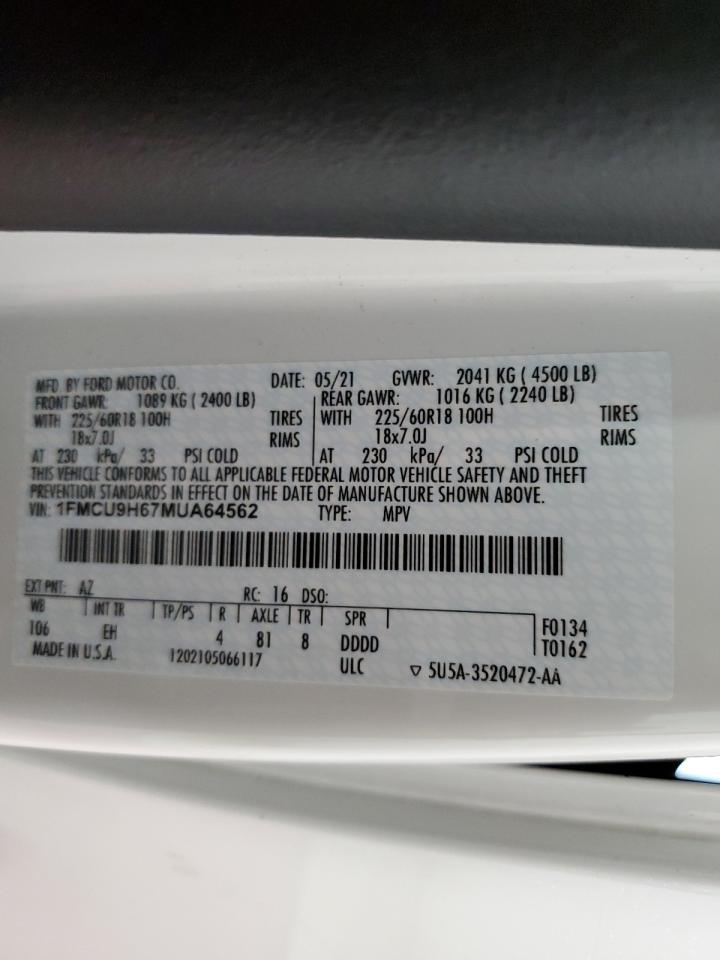 MFD. BY FORD MOTOR CO. DATE: 05/21 GVWR: 2041 KG ( 4500 LB)
FRONT GAWR: 1089 KG ( 2400 LB) REAR GAWR: 1016 KG ( 2240 LB)
WITH 225/60R18 100H TIRES WITH 225/60R18 100H TIRES
18x7.0J RIMS 18x7.0J RIMS
AT 230 kPa/ 33 PSI COLD AT 230 kPa/ 33 PSI COLD
THIS VEHICLE CONFORMS TO ALL APPLICABLE FEDERAL MOTOR VEHICLE SAFETY AND THEFT
PREVENTION STANDARDS IN EFFECT ON THE DATE OF MANUFACTURE SHOWN ABOVE.
VIN: 1FMCU9H67MUA64562 TYPE: MPV
EXT PNT: AZ RC: 16 DSO:
WB INT TR TP/PS R AXLE TR SPR
106 EH 4 81 8 DDDD F0134
T0162
MADE IN U.S.A. 1202105066117 ULC ▽ 5U5A-3520472-AA